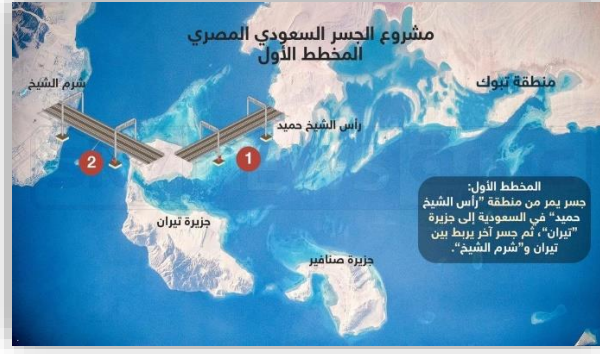 مشروع الجسر السعودي المصري
المخطط الأول
شرم الشيخ
منطقة تبوك
رأس الشيخ حميد
1
2
جزيرة تيران
جزيرة صنافير
المخطط الأول:
جسر يمر من منطقة "رأس الشيخ
حميد" في السعودية إلى جزيرة
"تيران"، ثم جسر آخر يربط بين
تيران و"شرم الشيخ".